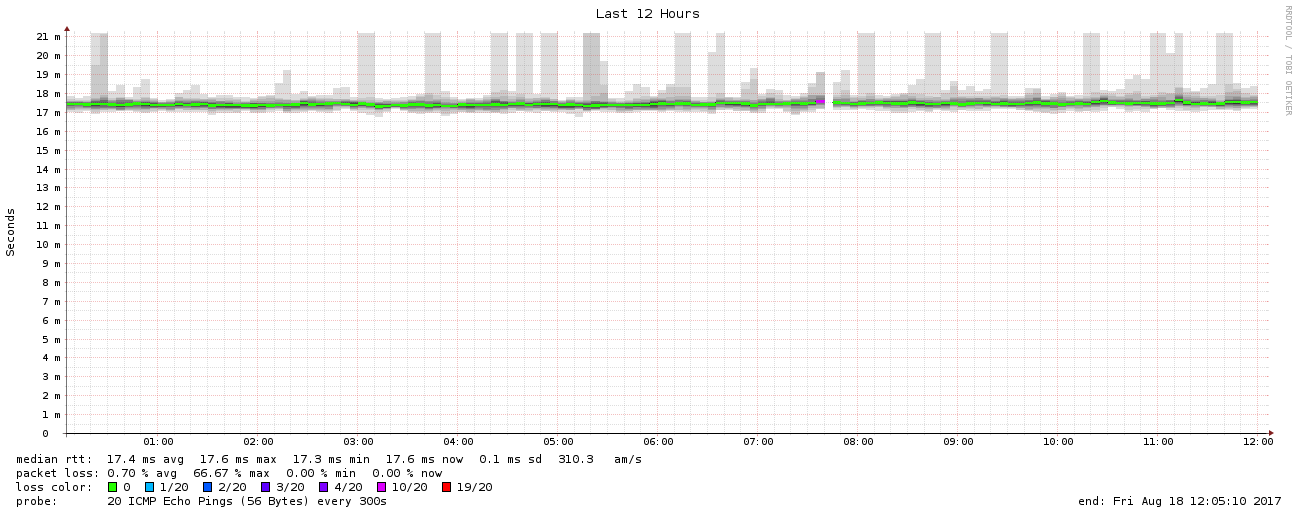 Last 12 Hours
RRDTOOL / TOBI OETIKER
21 m
20 m
19 m
18 m
17 m
16 m
15 m
14 m
13 m
12 m
11 m
10 m
9 m
8 m
7 m
6 m
5 m
4 m
3 m
2 m
1 m
0
Seconds
01:00 02:00 03:00 04:00 05:00 06:00 07:00 08:00 09:00 10:00 11:00 12:00
median rtt: 17.4 ms avg 17.6 ms max 17.3 ms min 17.6 ms now 0.1 ms sd 310.3 am/s
packet loss: 0.70 % avg 66.67 % max 0.00 % min 0.00 % now
loss color: 0 1/20 2/20 3/20 4/20 10/20 19/20
probe: 20 ICMP Echo Pings (56 Bytes) every 300s end: Fri Aug 18 12:05:10 2017